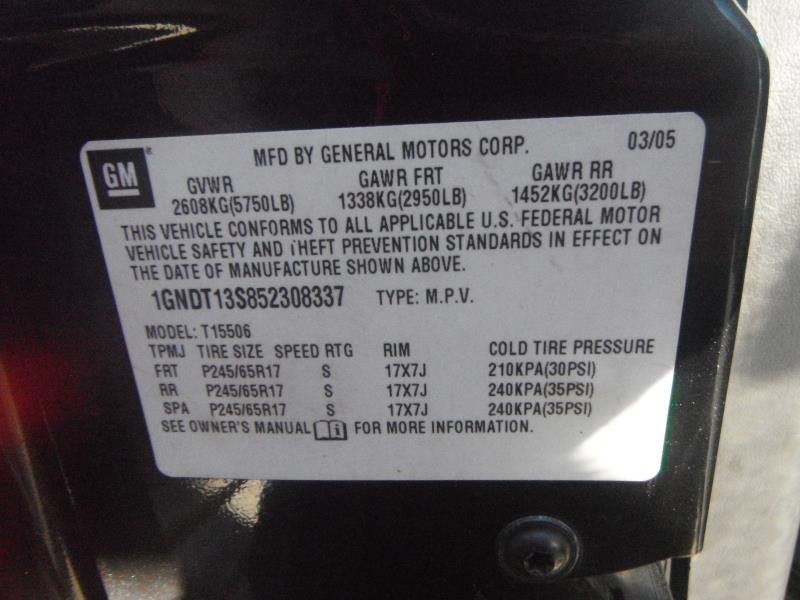 GM
MFD BY GENERAL MOTORS CORP. 03/05
GVWR GAWR FRT GAWR RR
2608KG(5750LB) 1338KG(2950LB) 1452KG(3200LB)
THIS VEHICLE CONFORMS TO ALL APPLICABLE U.S. FEDERAL MOTOR
VEHICLE SAFETY AND THEFT PREVENTION STANDARDS IN EFFECT ON
THE DATE OF MANUFACTURE SHOWN ABOVE.
1GNDT13S852308337 TYPE: M.P.V.
MODEL: T15506
TPMJ TIRE SIZE SPEED RTG RIM COLD TIRE PRESSURE
FRT P245/65R17 S 17X7J 210KPA(30PSI)
RR P245/65R17 S 17X7J 240KPA(35PSI)
SPA P245/65R17 S 17X7J 240KPA(35PSI)
SEE OWNER'S MANUAL FOR MORE INFORMATION.